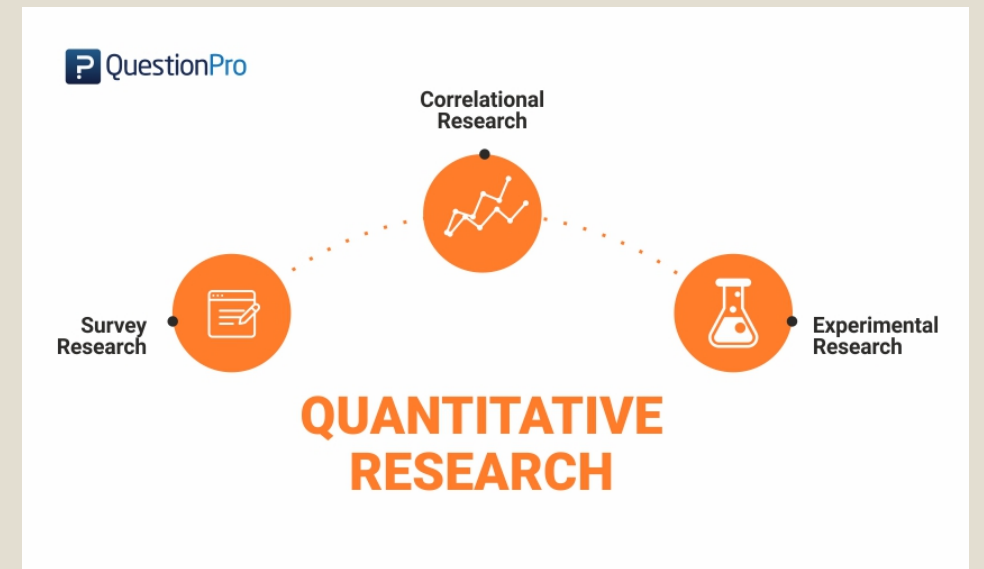 QuestionPro
Correlational
Research
Survey
Research
Experimental
Research
QUANTITATIVE
RESEARCH